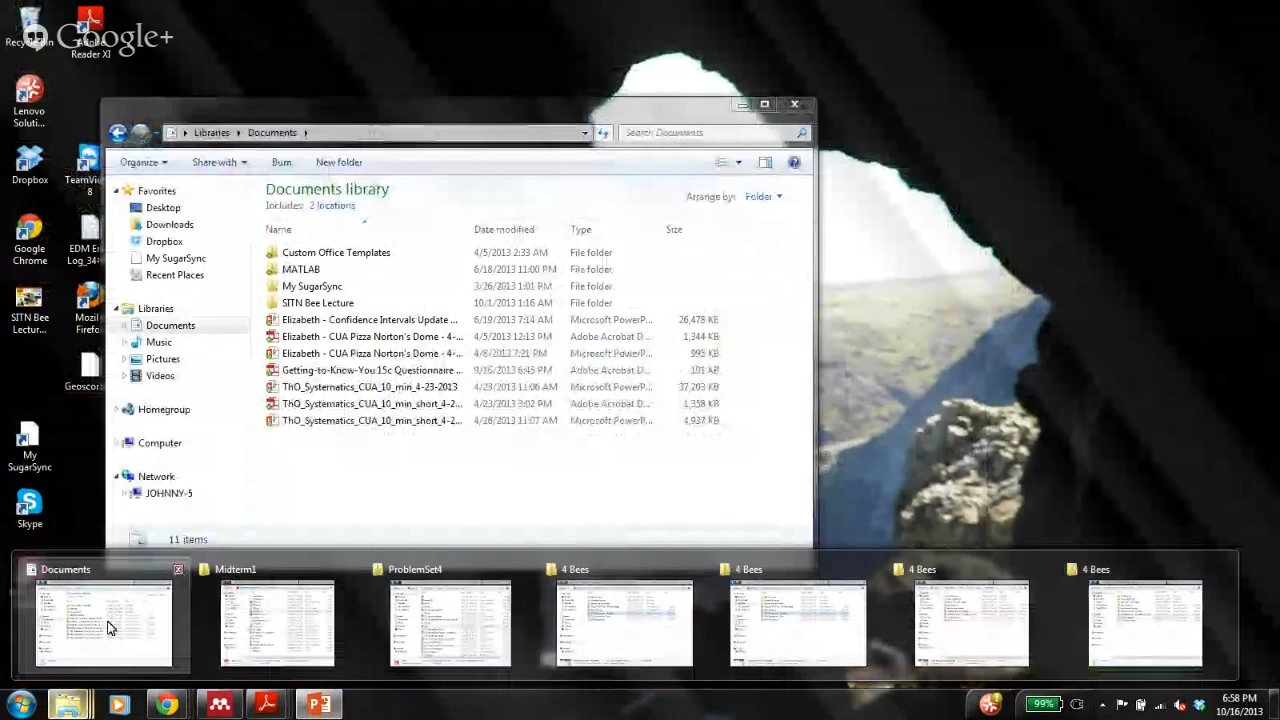 Google+
Recycle Bin
Adobe
Reader XI
Lenovo
Soluti...
Dropbox
TeamVie
8
Google
Chrome
EDM En
Log_34
SITN Bee
Lectur...
Mozil
Firefo
Geoscor
My
SugarSync
Skype
Libraries
Documents
Search Documents
Organize
Share with
Burn
New folder
Favorites
Desktop
Downloads
Dropbox
My SugarSync
Recent Places
Libraries
Documents
Music
Pictures
Videos
Homegroup
Computer
Network
JOHNNY-5
Documents library
Includes: 2 locations
Arrange by: Folder
Name Date modified Type Size
Custom Office Templates 4/5/2013 2:33 AM File folder
MATLAB 6/18/2013 11:00 PM File folder
My SugarSync 3/26/2013 1:01 PM File folder
SITN Bee Lecture 10/1/2013 1:16 AM File folder
Elizabeth - Confidence Intervals Update ... 6/19/2013 7:14 AM Microsoft PowerP... 26,478 KB
Elizabeth - CUA Pizza Norton's Dome - 4-... 4/5/2013 12:13 PM Adobe Acrobat D... 1,344 KB
Elizabeth - CUA Pizza Norton's Dome - 4-... 4/8/2013 7:21 PM Microsoft PowerP... 995 KB
Getting-to-Know-You 15c Questionnaire ... 9/16/2013 6:45 PM Adobe Acrobat D... 101 KB
ThO_Systematics_CUA_10_min_4-23-2013 4/23/2013 11:06 AM Microsoft PowerP... 37,203 KB
ThO_Systematics_CUA_10_min_short_4-2... 4/23/2013 3:02 PM Adobe Acrobat D... 1,358 KB
ThO_Systematics_CUA_10_min_short_4-2... 4/26/2013 11:07 AM Microsoft PowerP... 4,937 KB
11 items
Documents
Midterm1
ProblemSet4
4 Bees
4 Bees
4 Bees
4 Bees
99%
6:58 PM
10/16/2013